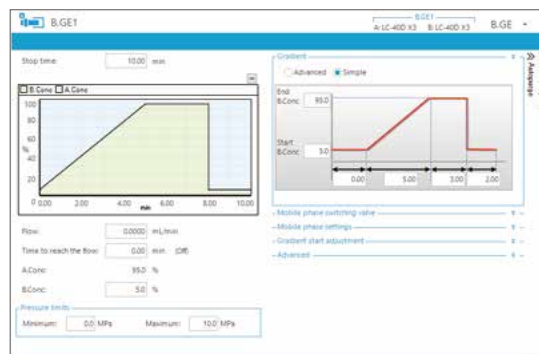 B.GE1
B.GE1
A: LC-40D X3 B: LC-40D X3
B.GE
Stop time: 10.00 min
B.Conc A.Conc
100
80
60
40
20
0
%
0.00 2.00 4.00 6.00 8.00 10.00
min
Flow: 0.0000 mL/min
Time to reach the flow: 0.00 min (Off)
A.Conc: 95.0 %
B.Conc: 5.0 %
Pressure limits
Minimum: 0.0 MPa Maximum: 10.0 MPa
Gradient
Advanced Simple
End
B.Conc: 95.0
Start
B.Conc: 5.0
0.00 5.00 3.00 2.00
Mobile phase switching valve
Mobile phase settings
Gradient start adjustment
Advanced
Autopurge